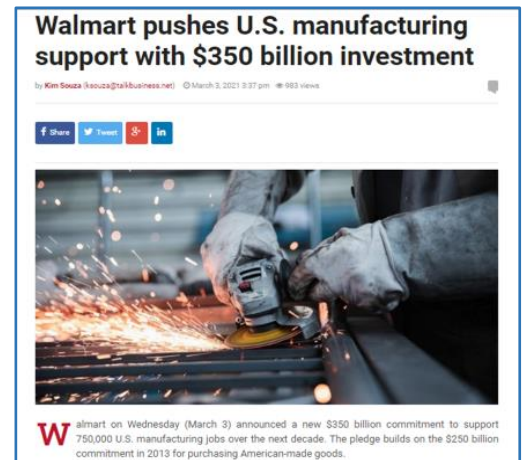 Walmart pushes U.S. manufacturing
support with $350 billion investment
by Kim Souza (ksouza@talkbusiness.net) March 3, 2021 3:37 pm 983 views
f Share Tweet g+ in
Walmart on Wednesday (March 3) announced a new $350 billion commitment to support
750,000 U.S. manufacturing jobs over the next decade. The pledge builds on the $250 billion
commitment in 2013 for purchasing American-made goods.